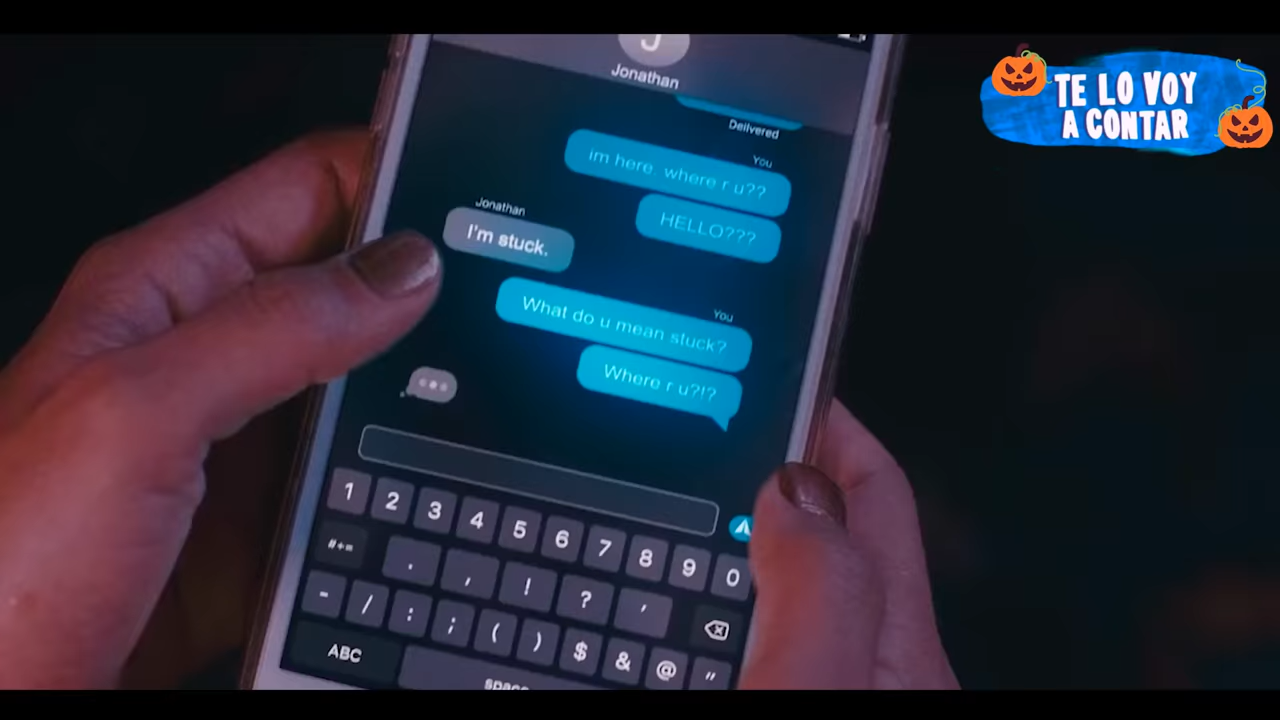 TE LO VOY
A CONTAR
J
Jonathan
Delivered
You
im here. where r u??
HELLO???
Jonathan
I'm stuck.
You
What do u mean stuck?
Where r u?!?
1 2 3 4 5 6 7 8 9 0
#+= . , ! ? '
- / : ; ( ) $ & @ "
ABC space